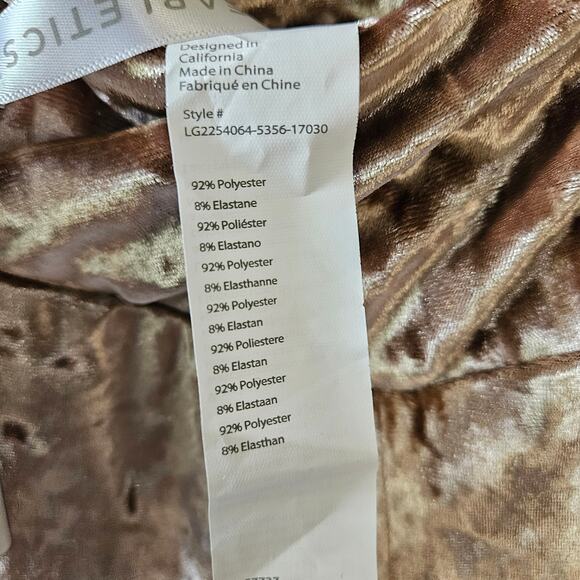 ARLETICS
Designed in
California
Made in China
Fabriqué en Chine
Style #
LG2254064-5356-17030
92% Polyester
8% Elastane
92% Poliéster
8% Elastano
92% Polyester
8% Elasthanne
92% Polyester
8% Elastan
92% Poliestere
8% Elastan
92% Polyester
8% Elastaan
92% Polyester
8% Elasthan